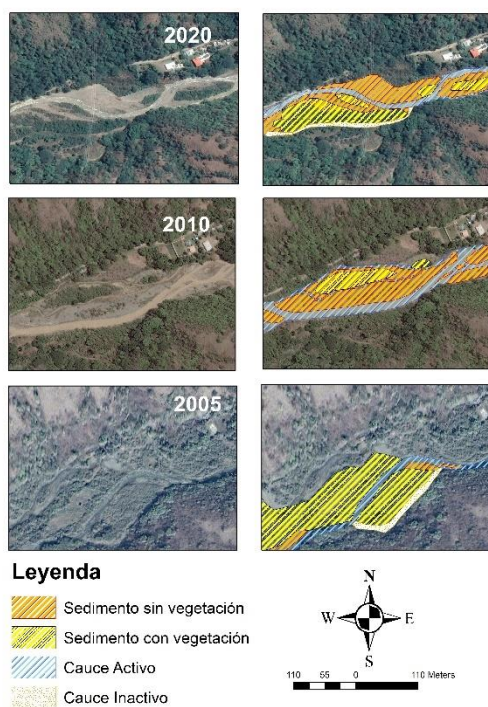 2020
2010
2005
Leyenda
Sedimento sin vegetación
Sedimento con vegetación
Cauce Activo
Cauce Inactivo
N
W E
S
110 55 0 110 Meters